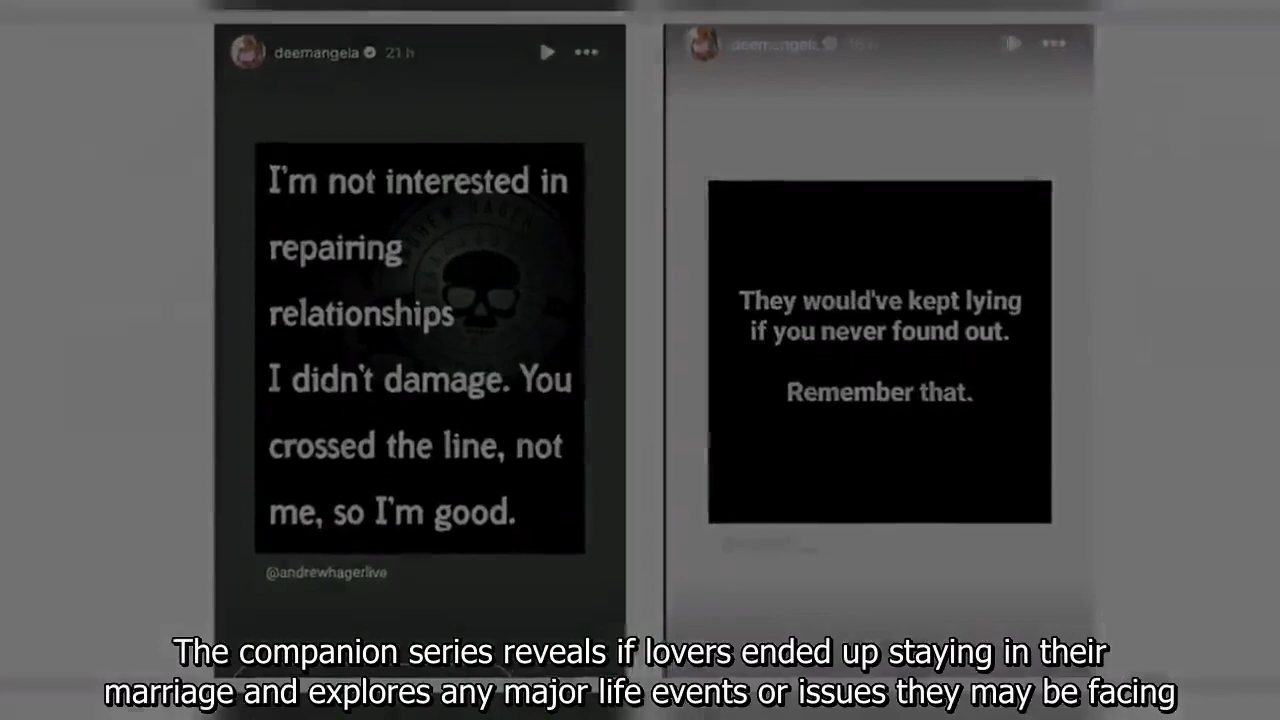 deemangela 21 h
I'm not interested in
repairing
relationships
I didn't damage. You
crossed the line, not
me, so I'm good.
@andrewhagerlive
deemangela
They would've kept lying
if you never found out.
Remember that.
The companion series reveals if lovers ended up staying in their
marriage and explores any major life events or issues they may be facing